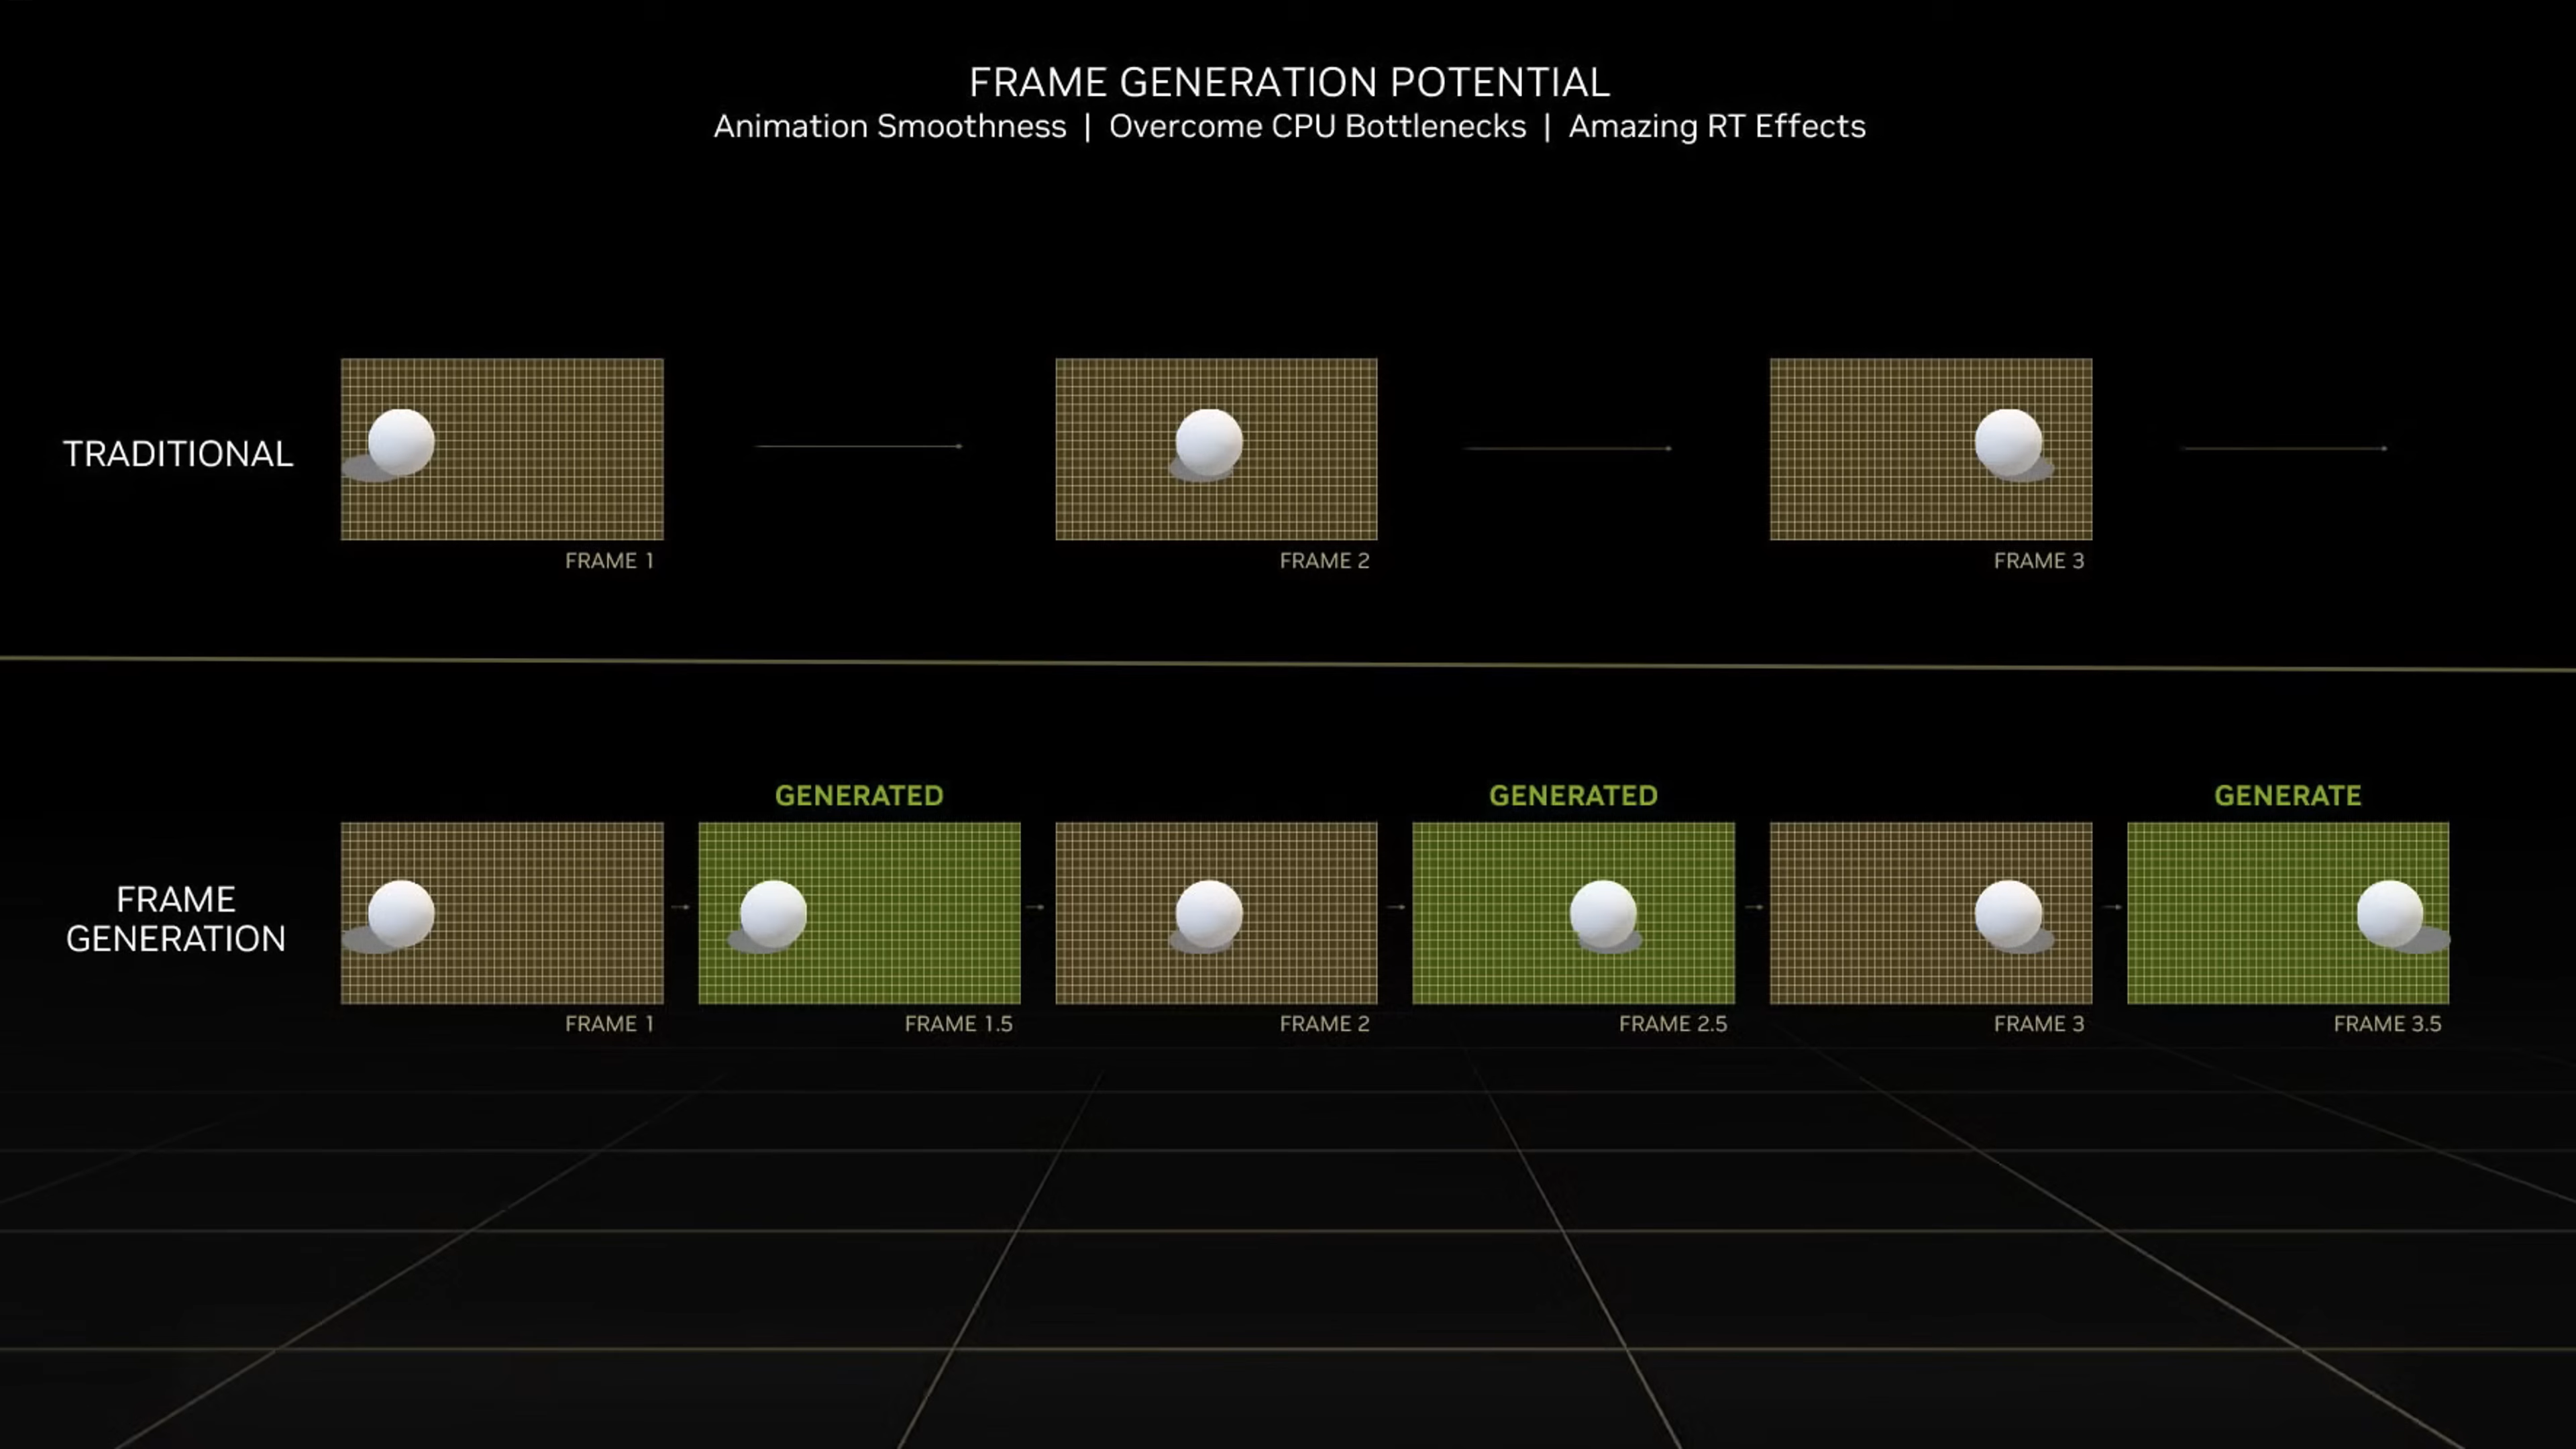 FRAME GENERATION POTENTIAL
Animation Smoothness | Overcome CPU Bottlenecks | Amazing RT Effects
TRADITIONAL
FRAME 1
FRAME 2
FRAME 3
GENERATED
GENERATED
GENERATE
FRAME
GENERATION
FRAME 1
FRAME 1.5
FRAME 2
FRAME 2.5
FRAME 3
FRAME 3.5